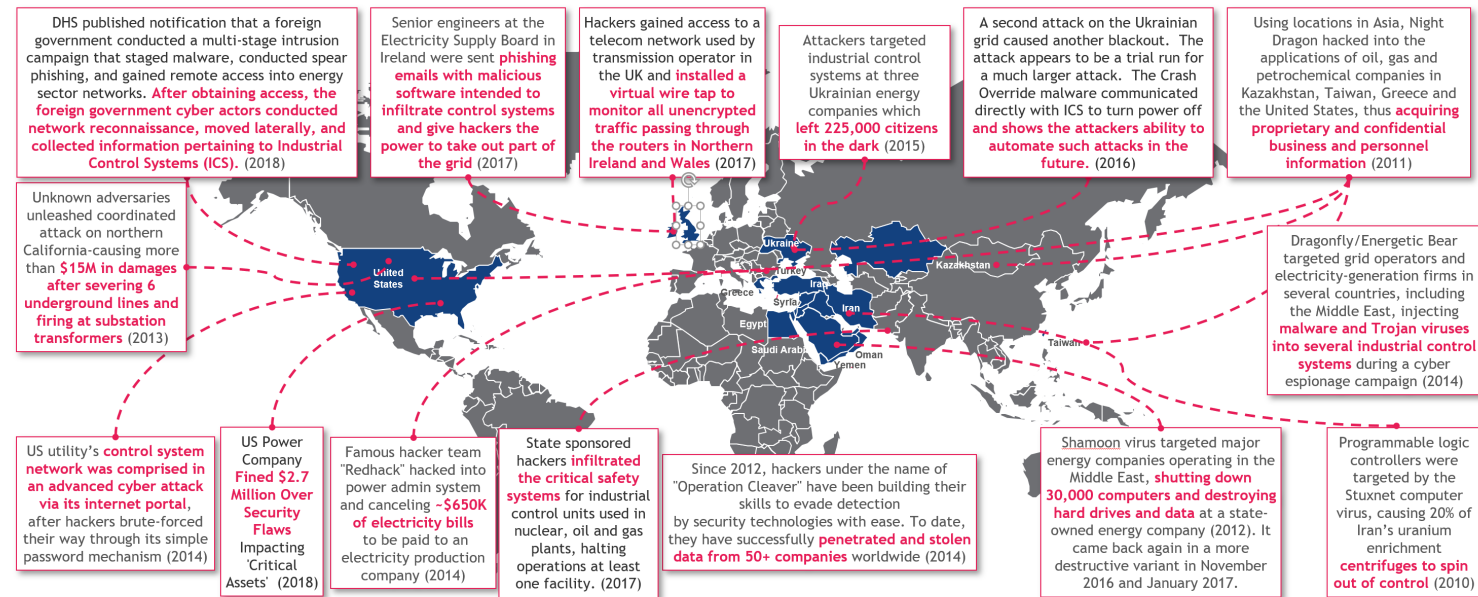 DHS published notification that a foreign
government conducted a multi-stage intrusion
campaign that staged malware, conducted spear
phishing, and gained remote access into energy
sector networks. After obtaining access, the
foreign government cyber actors conducted
network reconnaissance, moved laterally, and
collected information pertaining to Industrial
Control Systems (ICS). (2018)
Senior engineers at the
Electricity Supply Board in
Ireland were sent phishing
emails with malicious
software intended to
infiltrate control systems
and give hackers the
power to take out part of
the grid (2017)
Hackers gained access to a
telecom network used by
transmission operator in
the UK and installed a
virtual wire tap to
monitor all unencrypted
traffic passing through
the routers in Northern
Ireland and Wales (2017)
Attackers targeted
industrial control
systems at three
Ukrainian energy
companies which
left 225,000 citizens
in the dark (2015)
A second attack on the Ukrainian
grid caused another blackout. The
attack appears to be a trial run for
a much larger attack. The Crash
Override malware communicated
directly with ICS to turn power off
and shows the attackers ability to
automate such attacks in the
future. (2016)
Using locations in Asia, Night
Dragon hacked into the
applications of oil, gas and
petrochemical companies in
Kazakhstan, Taiwan, Greece and
the United States, thus acquiring
proprietary and confidential
business and personnel
information (2011)
Unknown adversaries
unleashed coordinated
attack on northern
California-causing more
than $15M in damages
after severing 6
underground lines and
firing at substation
transformers (2013)
United
States
Ukraine
Turkey
Kazakhstan
Greece
Iraq
Syria
Iran
Egypt
Saudi Arabi
Oman
Yemen
Taiwan
Dragonfly/Energetic Bear
targeted grid operators and
electricity-generation firms in
several countries, including
the Middle East, injecting
malware and Trojan viruses
into several industrial control
systems during a cyber
espionage campaign (2014)
US utility's control system
network was comprised in
an advanced cyber attack
via its internet portal,
after hackers brute-forced
their way through its simple
password mechanism (2014)
US Power
Company
Fined $2.7
Million Over
Security
Flaws
Impacting
'Critical
Assets' (2018)
Famous hacker team
"Redhack" hacked into
power admin system
and canceling ~$650K
of electricity bills
to be paid to an
electricity production
company (2014)
State sponsored
hackers infiltrated
the critical safety
systems for industrial
control units used in
nuclear, oil and gas
plants, halting
operations at least
one facility. (2017)
Since 2012, hackers under the name of
"Operation Cleaver" have been building their
skills to evade detection
by security technologies with ease. To date,
they have successfully penetrated and stolen
data from 50+ companies worldwide (2014)
Shamoon virus targeted major
energy companies operating in the
Middle East, shutting down
30,000 computers and destroying
hard drives and data at a state-
owned energy company (2012). It
came back again in a more
destructive variant in November
2016 and January 2017.
Programmable logic
controllers were
targeted by the
Stuxnet computer
virus, causing 20% of
Iran's uranium
enrichment
centrifuges to spin
out of control (2010)